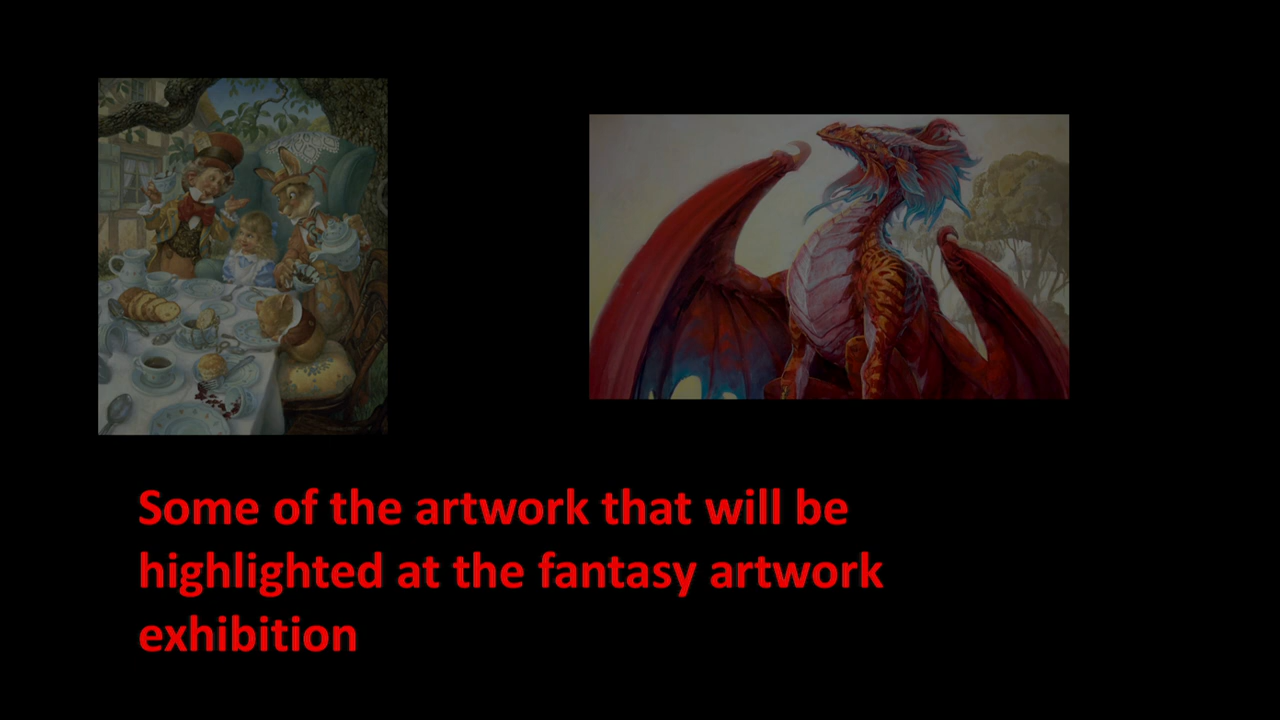 Some of the artwork that will be
highlighted at the fantasy artwork
exhibition